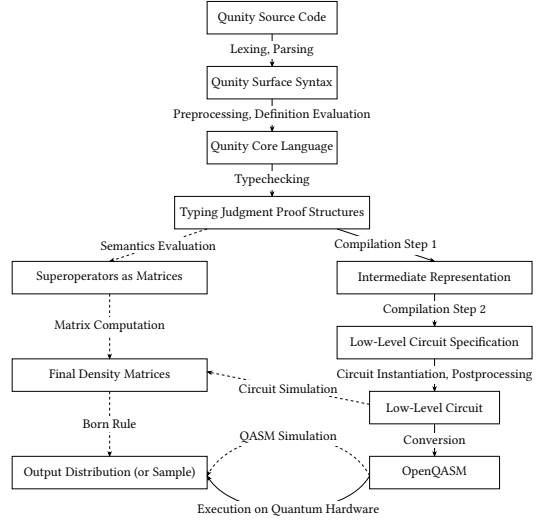 Qunity Source Code
Lexing, Parsing
Qunity Surface Syntax
Preprocessing, Definition Evaluation
Qunity Core Language
Typechecking
Typing Judgment Proof Structures
Semantics Evaluation
Compilation Step 1
Superoperators as Matrices
Intermediate Representation
Matrix Computation
Compilation Step 2
Low-Level Circuit Specification
Final Density Matrices
Circuit Instantiation, Postprocessing
Circuit Simulation
Low-Level Circuit
Born Rule
QASM Simulation
Conversion
Output Distribution (or Sample)
OpenQASM
Execution on Quantum Hardware